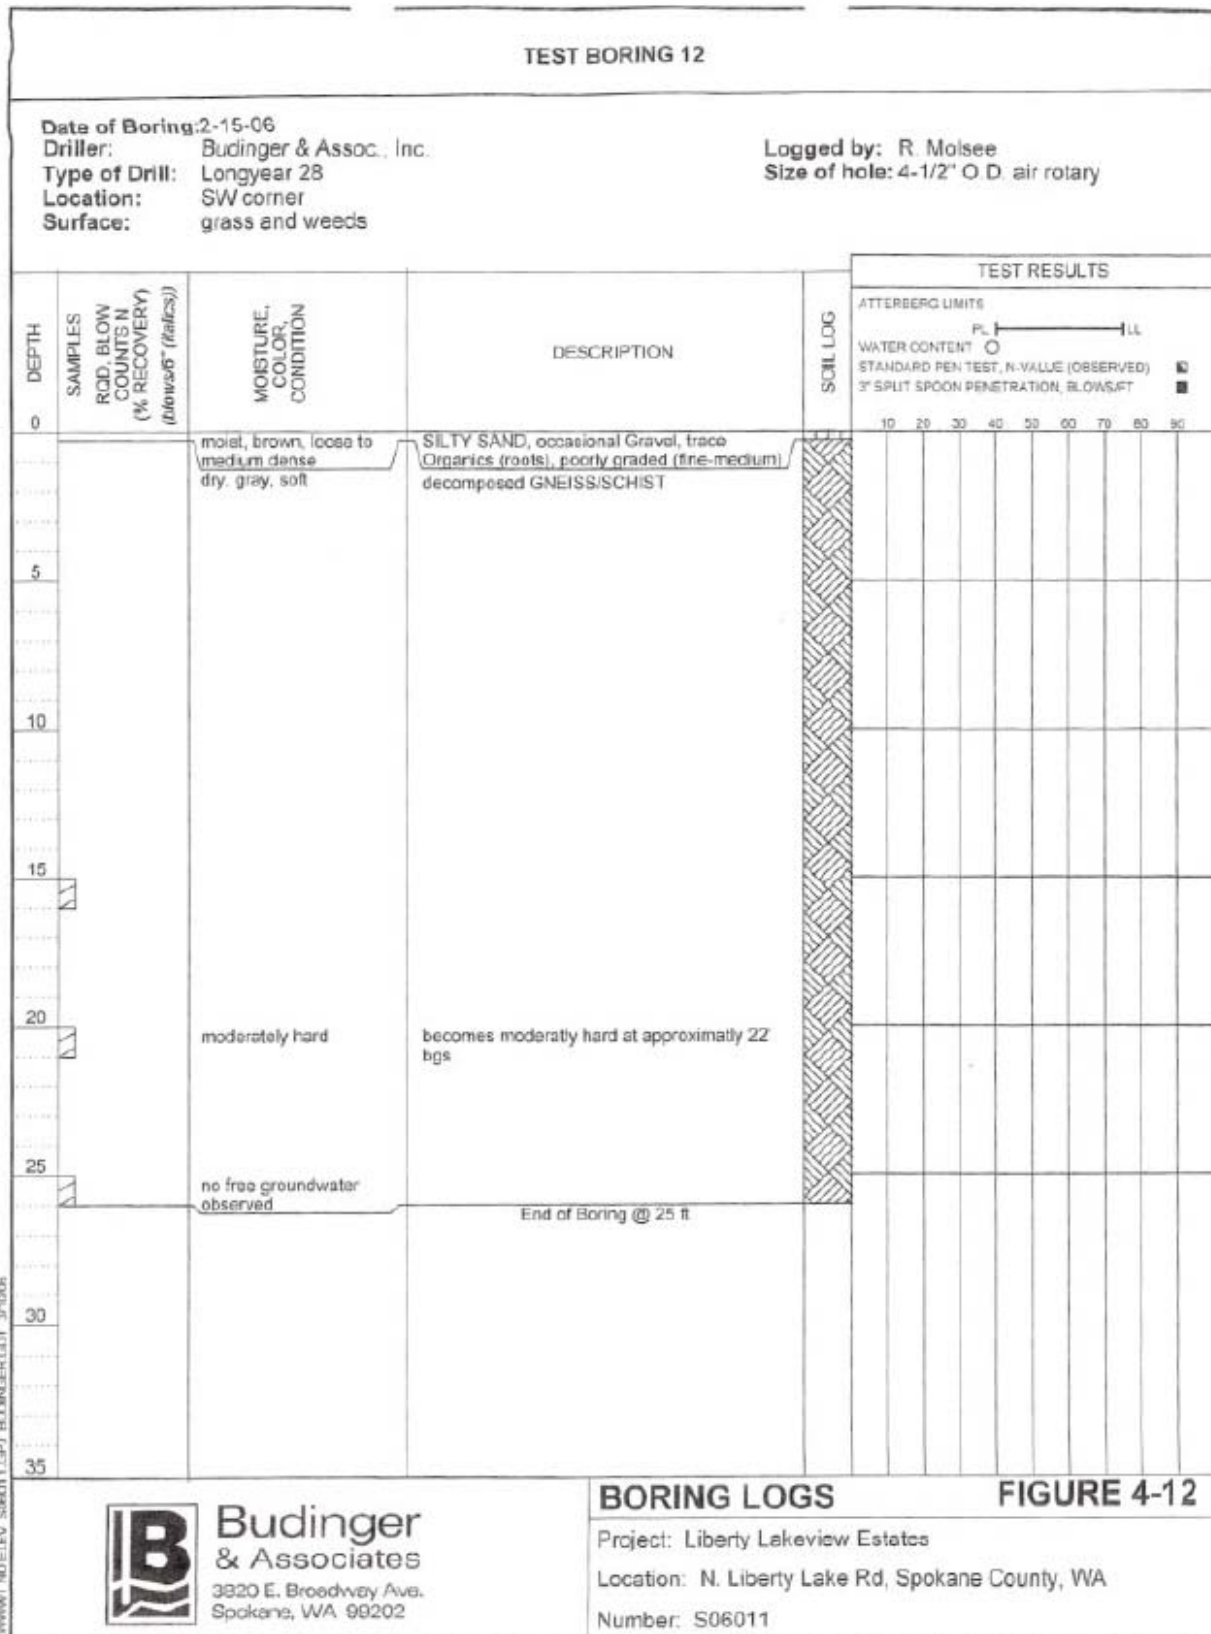 TEST BORING 12
Date of Boring:2-15-06
Driller: Budinger & Assoc., Inc.
Type of Drill: Longyear 28
Location: SW corner
Surface: grass and weeds
Logged by: R. Molsee
Size of hole: 4-1/2" O.D. air rotary
DEPTH
SAMPLES
RQD, BLOW
COUNTS N
(% RECOVERY)
(blows/6" (italics))
MOISTURE,
COLOR,
CONDITION
DESCRIPTION
SOIL LOG
TEST RESULTS
ATTERBERG LIMITS
PL LL
WATER CONTENT
STANDARD PEN TEST, N-VALUE (OBSERVED)
3" SPLIT SPOON PENETRATION, BLOWS/FT
10 20 30 40 50 60 70 80 90
0
moist, brown, loose to
medium dense
SILTY SAND, occasional Gravel, trace
Organics (roots), poorly graded (fine-medium)
dry, gray, soft
decomposed GNEISS/SCHIST
5
10
15
20
moderately hard
becomes moderatly hard at approximatly 22'
bgs
25
no free groundwater
observed
End of Boring @ 25 ft
30
35
B
Budinger
& Associates
3820 E. Broadway Ave.
Spokane, WA 99202
BORING LOGS
FIGURE 4-12
Project: Liberty Lakeview Estates
Location: N. Liberty Lake Rd, Spokane County, WA
Number: S06011